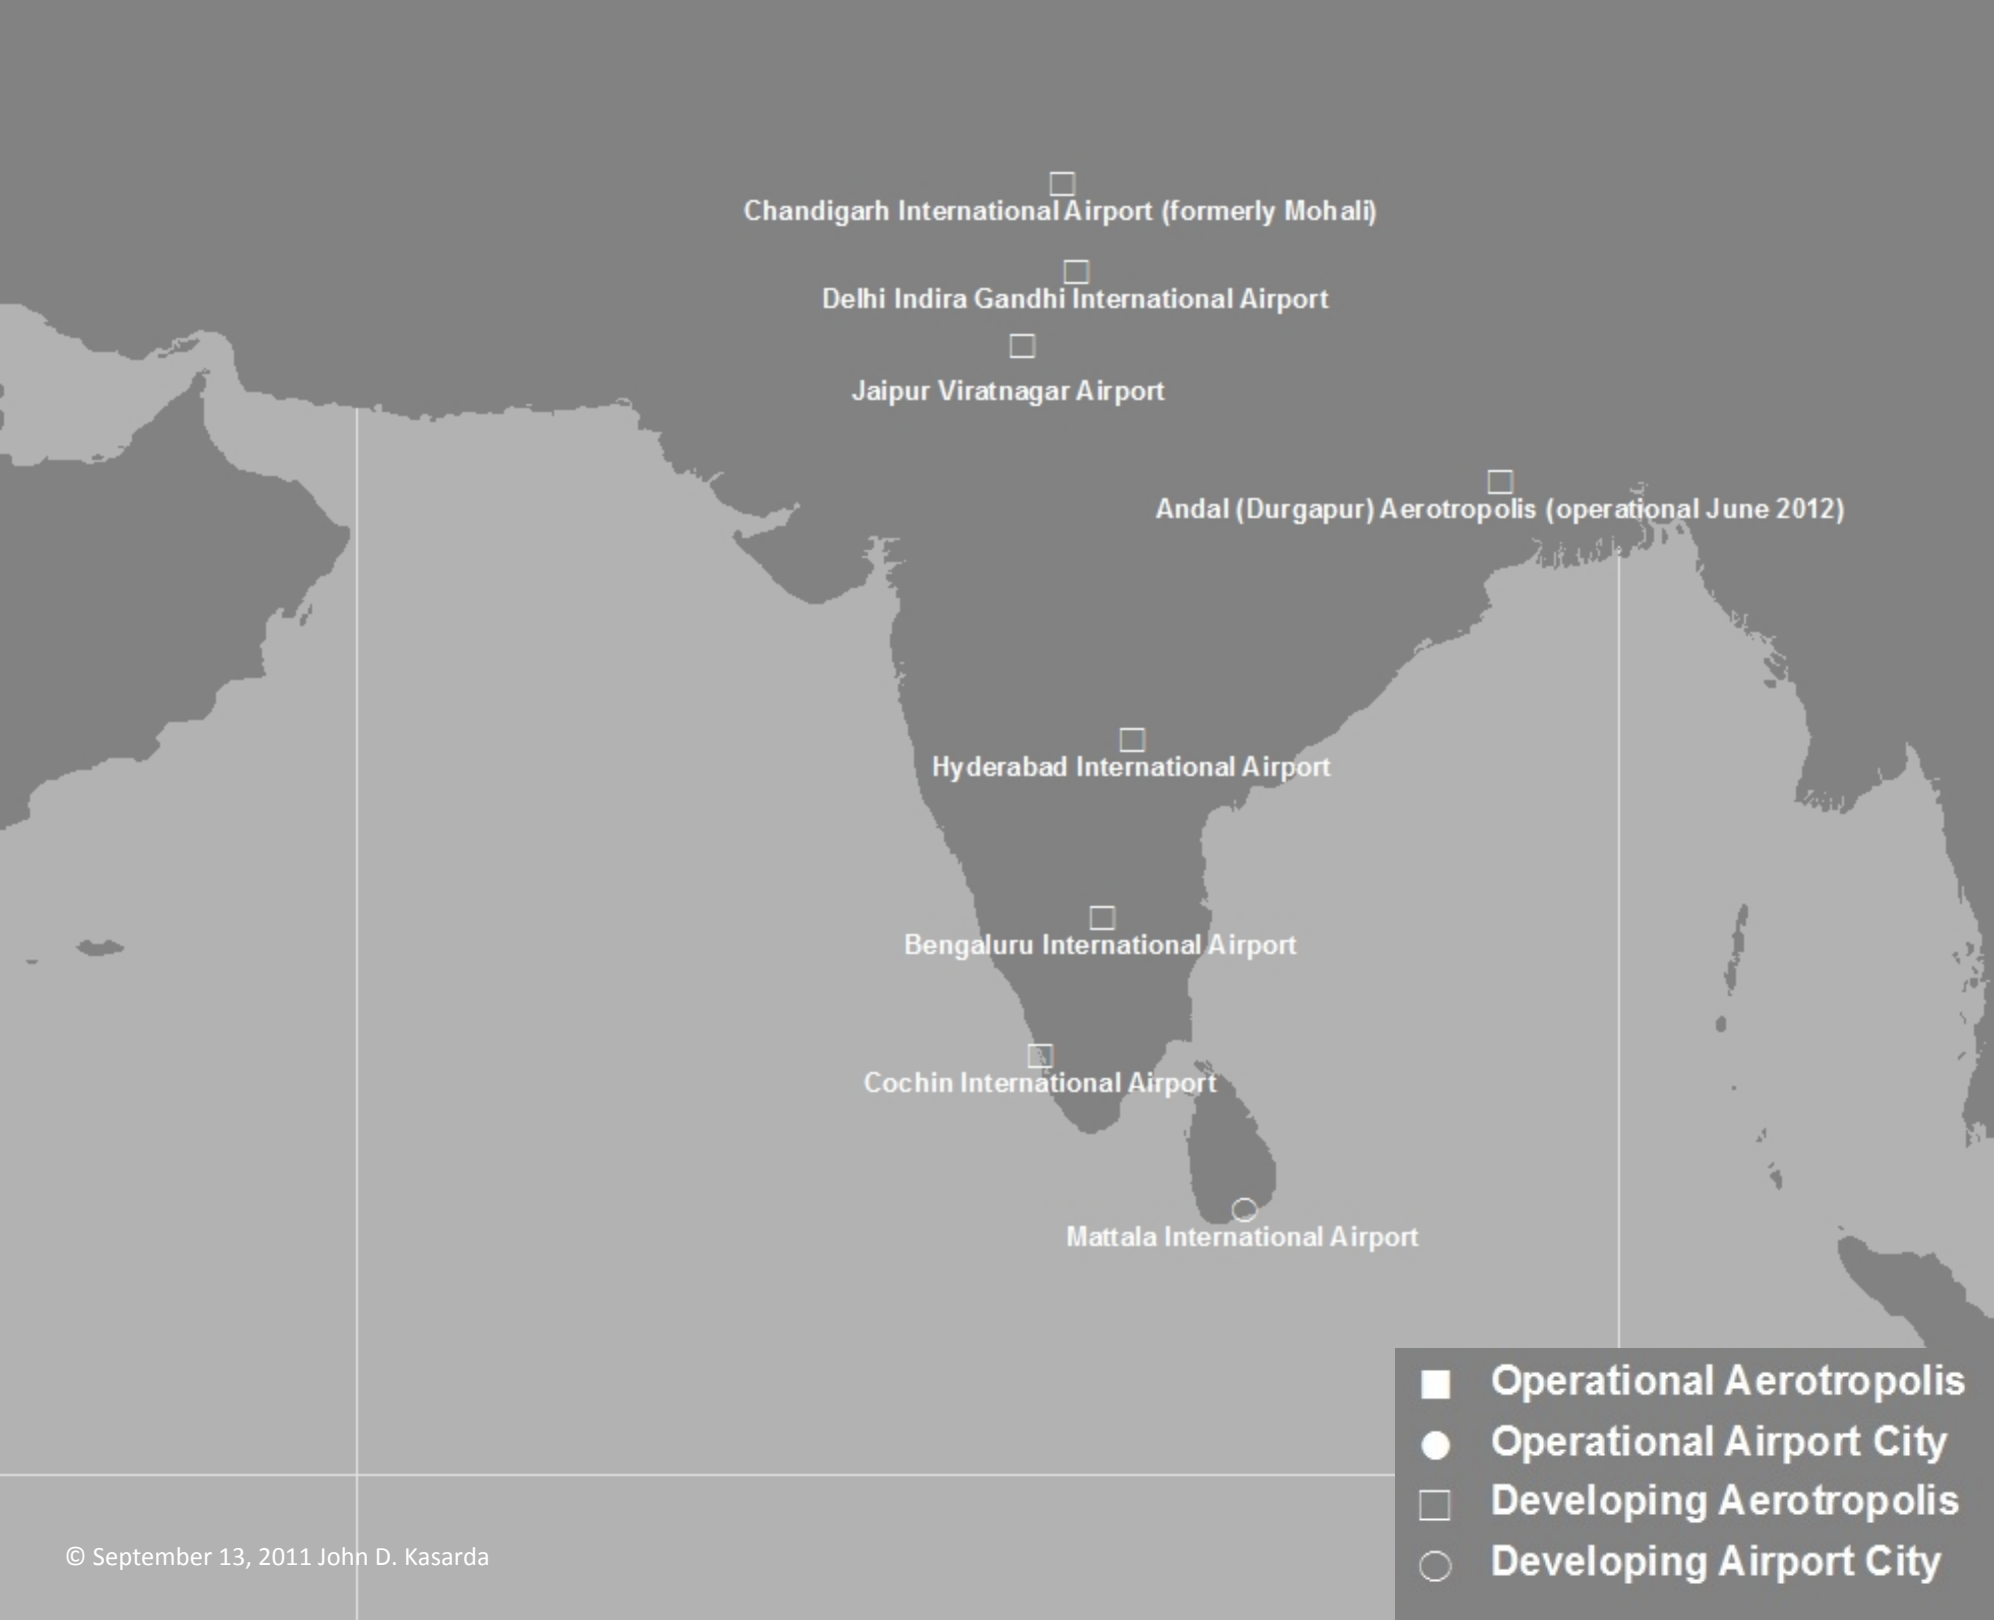 Chandigarh International Airport (formerly Mohali)
Delhi Indira Gandhi International Airport
Jaipur Viratnagar Airport
Andal (Durgapur) Aerotropolis (operational June 2012)
Hyderabad International Airport
Bengaluru International Airport
Cochin International Airport
Mattala International Airport
Operational Aerotropolis
Operational Airport City
Developing Aerotropolis
Developing Airport City
© September 13, 2011 John D. Kasarda